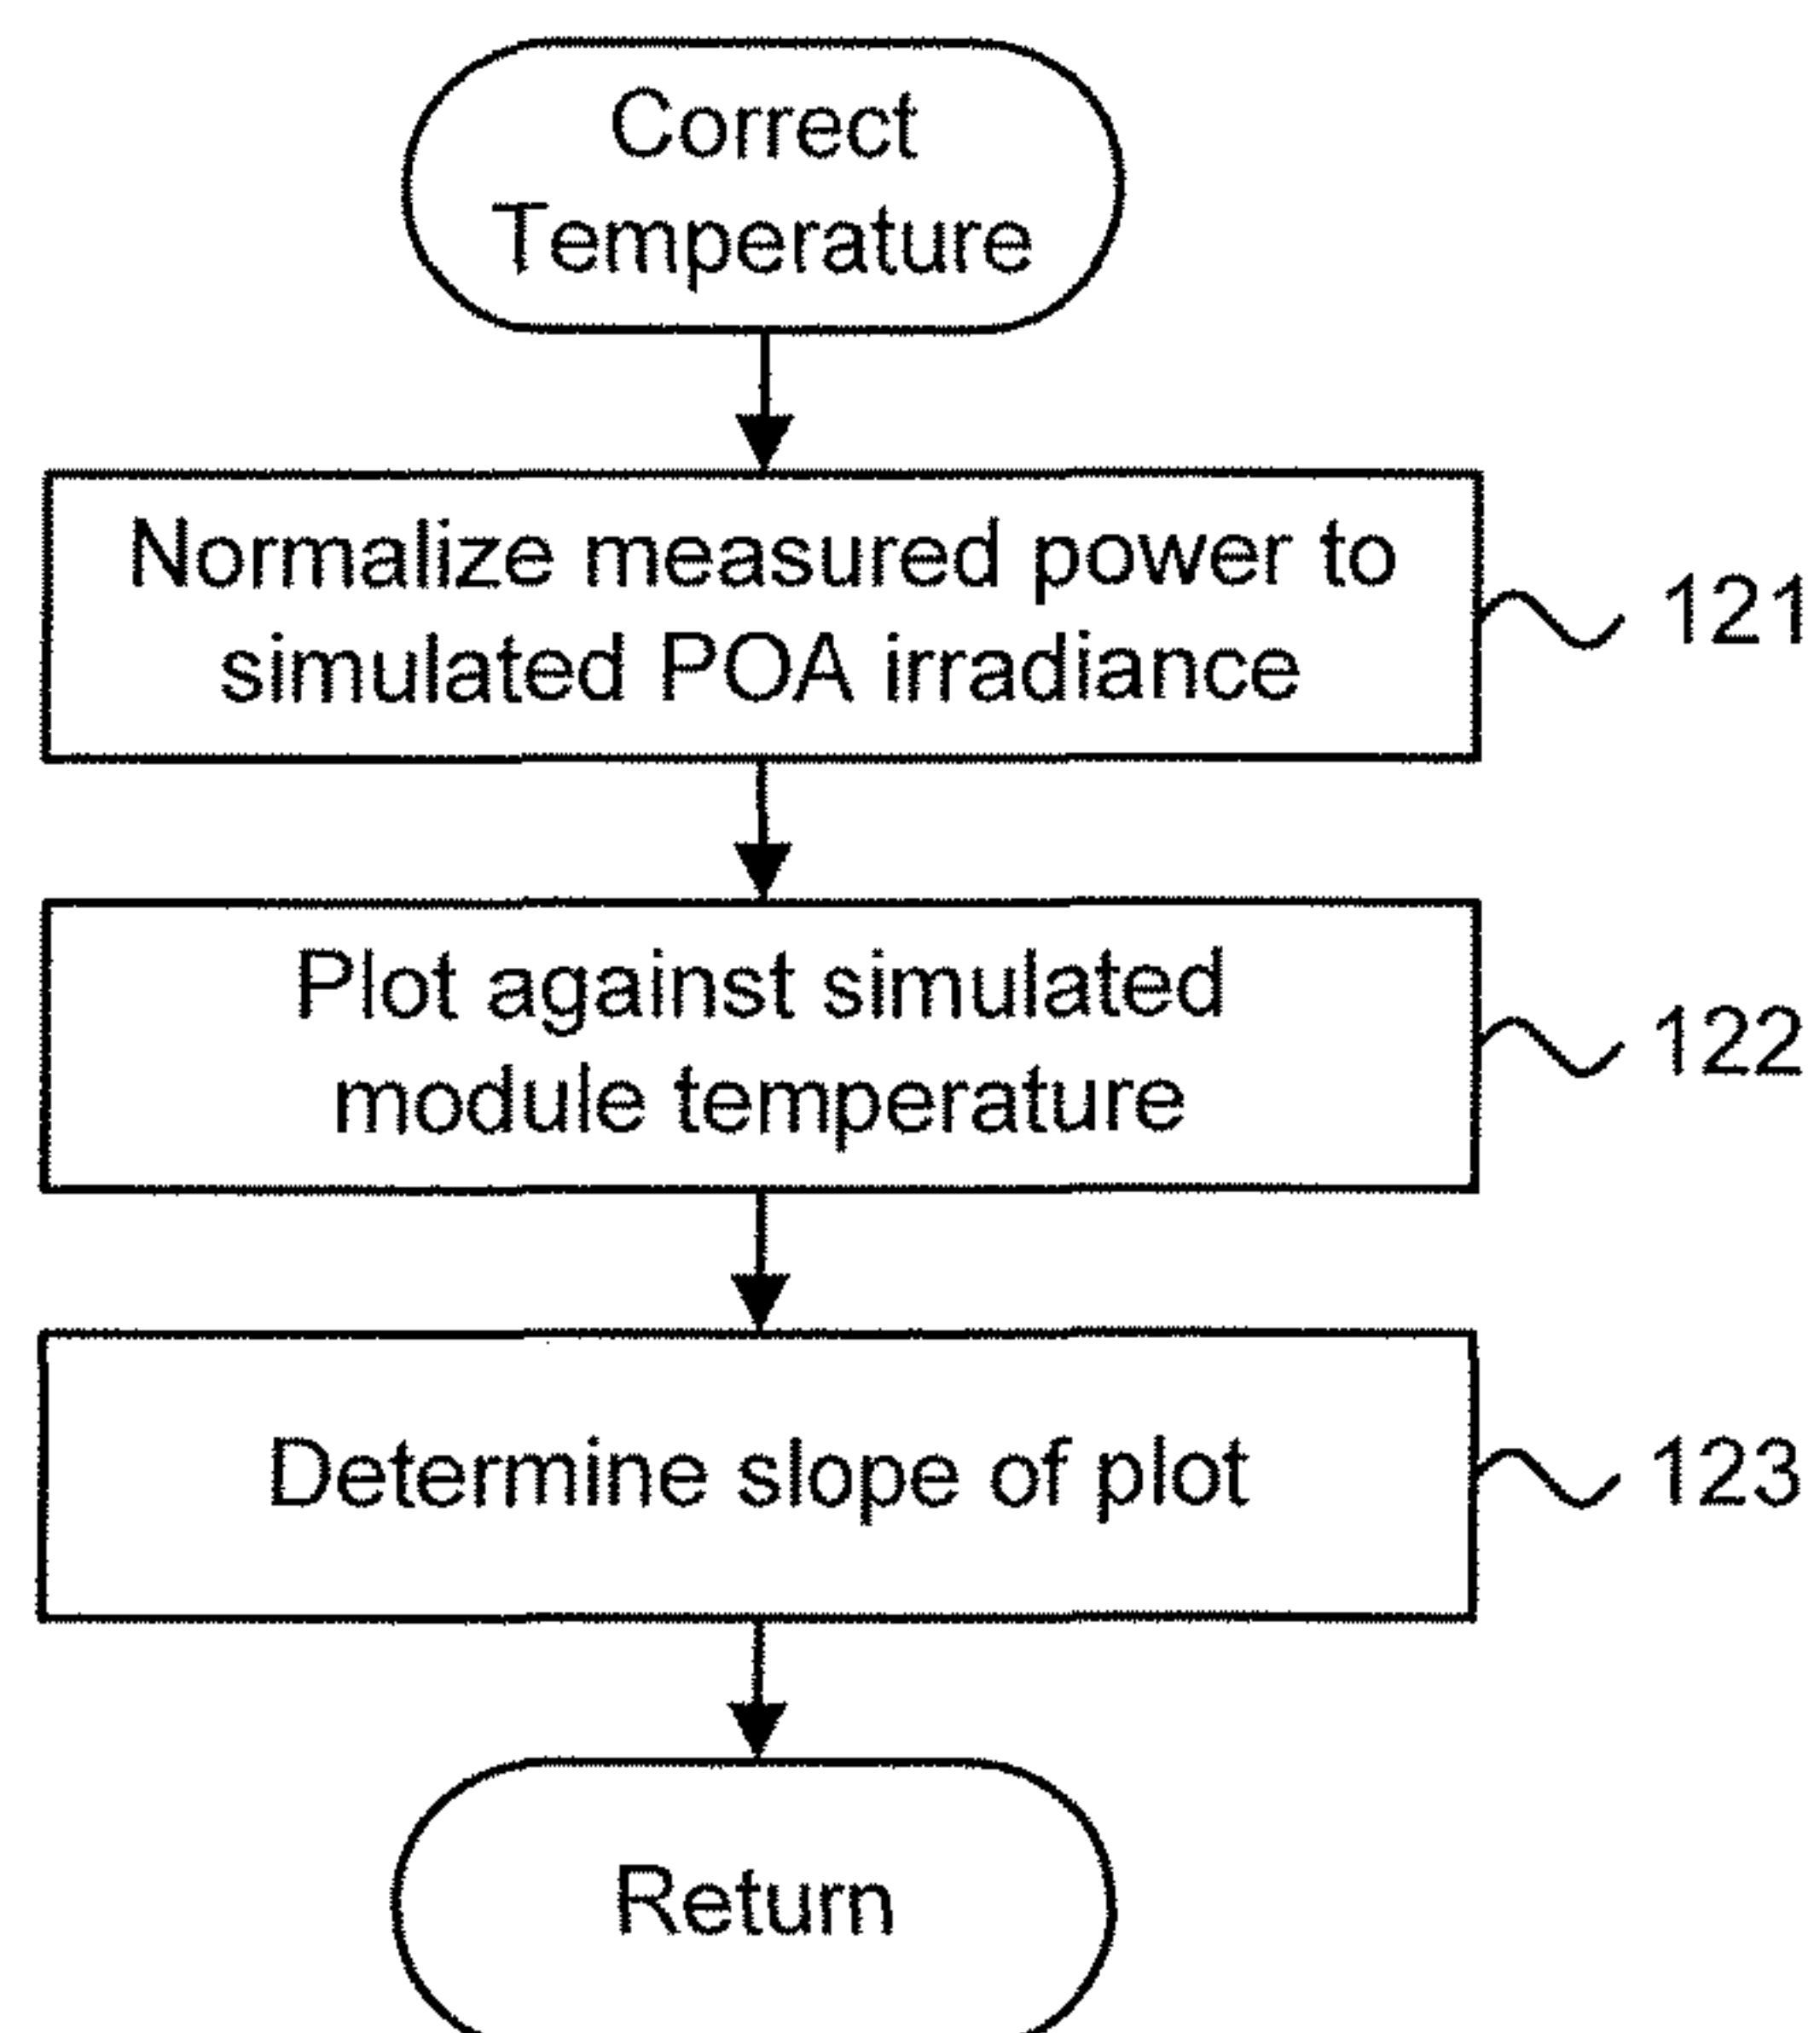 Correct
Temperature
Normalize measured power to
simulated POA irradiance
121
Plot against simulated
module temperature
122
Determine slope of plot
123
Return